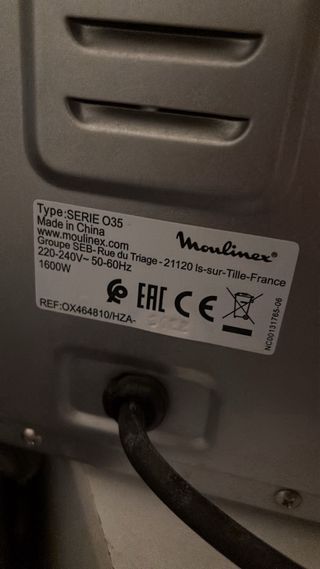 Type:SERIE O35
Made in China
www.moulinex.com
Moulinex®
Groupe SEB-Rue du Triage - 21120 Is-sur-Tille-France
220-240V~ 50-60Hz
1600W
EAC CE
REF:OX464810/HZA-
NC00131765-06